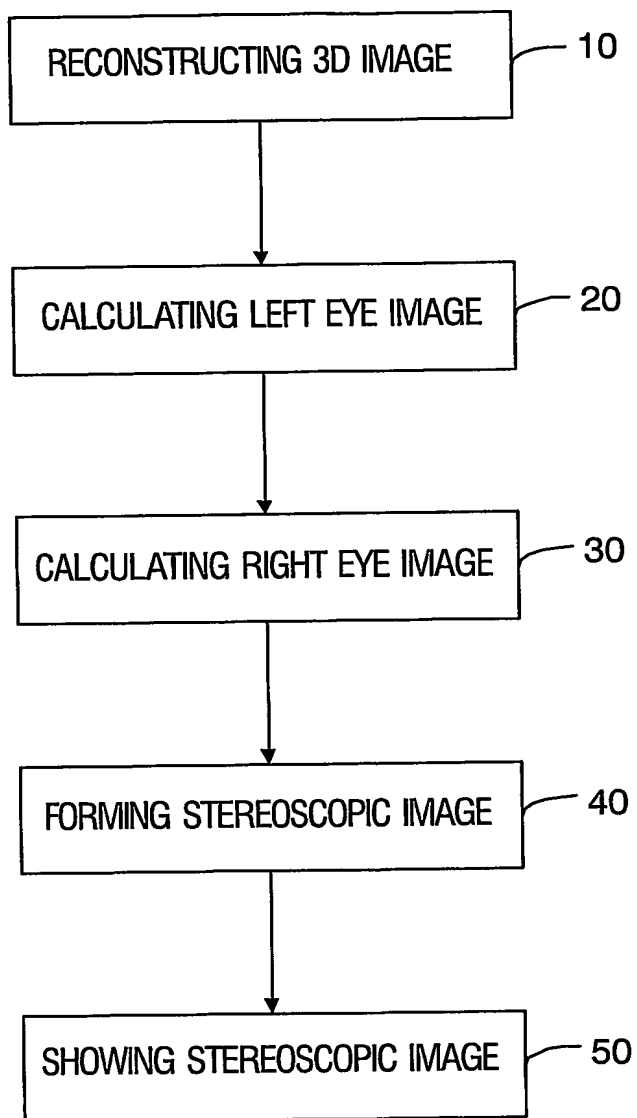 RECONSTRUCTING 3D IMAGE 10
CALCULATING LEFT EYE IMAGE 20
CALCULATING RIGHT EYE IMAGE 30
FORMING STEREOSCOPIC IMAGE 40
SHOWING STEREOSCOPIC IMAGE 50